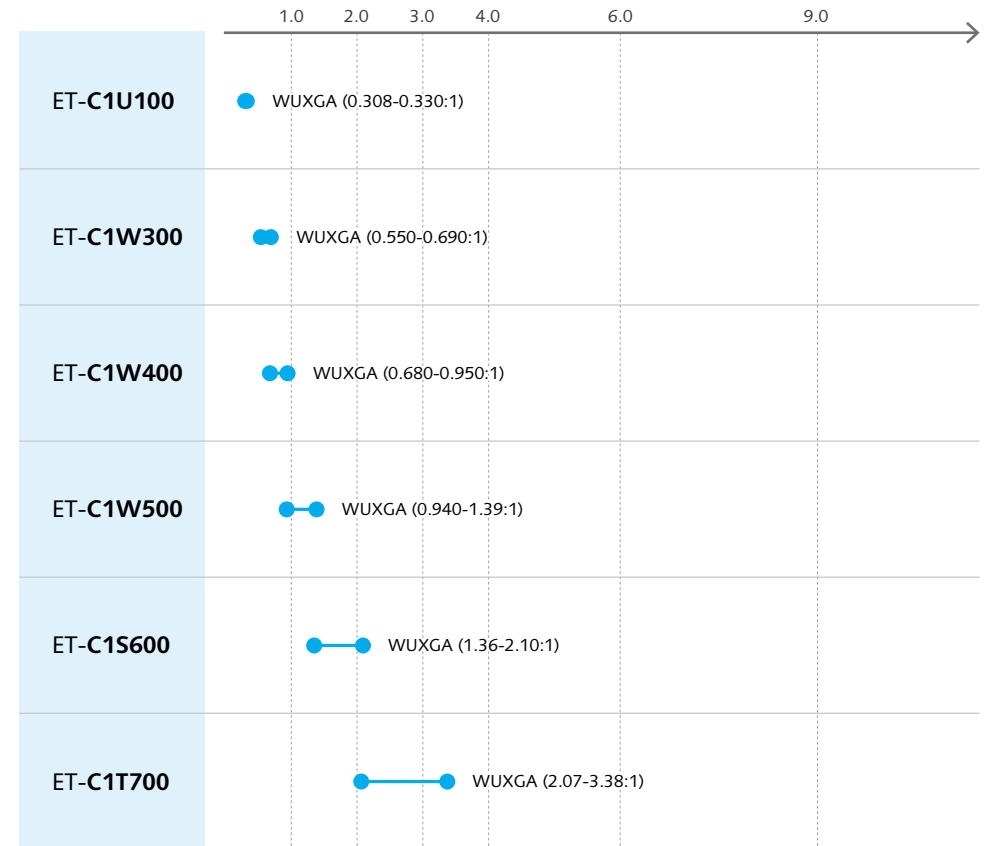 1.0 2.0 3.0 4.0 6.0 9.0
ET-C1U100 WUXGA (0.308-0.330:1)
ET-C1W300 WUXGA (0.550-0.690:1)
ET-C1W400 WUXGA (0.680-0.950:1)
ET-C1W500 WUXGA (0.940-1.39:1)
ET-C1S600 WUXGA (1.36-2.10:1)
ET-C1T700 WUXGA (2.07-3.38:1)